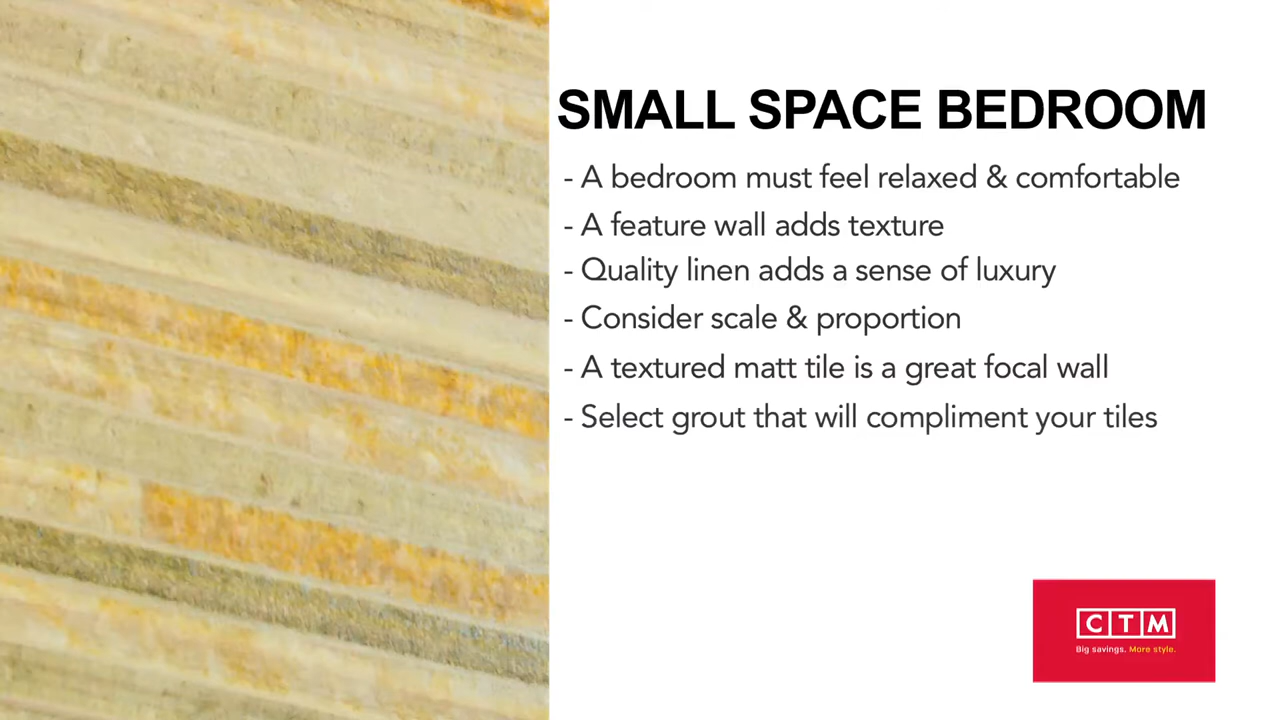 SMALL SPACE BEDROOM
- A bedroom must feel relaxed & comfortable
- A feature wall adds texture
- Quality linen adds a sense of luxury
- Consider scale & proportion
- A textured matt tile is a great focal wall
- Select grout that will compliment your tiles
CTM
Big savings. More style.